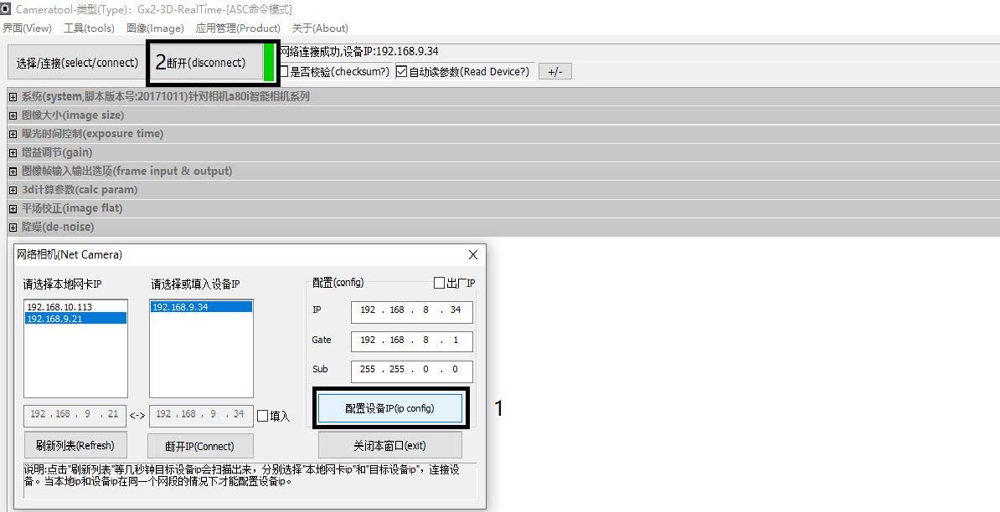 Cameratool-类型(Type)：Gx2-3D-RealTime-[ASC命令模式]
界面(View) 工具(tools) 图像(Image) 应用管理(Product) 关于(About)
选择/连接(select/connect) 2断开(disconnect) 网络连接成功,设备IP:192.168.9.34
是否校验(checksum?) 自动读参数(Read Device?) +/-
系统(system,脚本版本号:20171011)针对相机a80i智能相机系列
图像大小(image size)
曝光时间控制(exposure time)
增益调节(gain)
图像帧输入输出选项(frame input & output)
3d计算参数(calc param)
平场校正(image flat)
降噪(de-noise)
网络相机(Net Camera)
请选择本地网卡IP 请选择或填入设备IP 配置(config) 出厂IP
192.168.10.113 192.168.9.34 IP 192 . 168 . 8 . 34
192.168.9.21
Gate 192 . 168 . 8 . 1
Sub 255 . 255 . 0 . 0
配置设备IP(ip config) 1
192 . 168 . 9 . 21 <-> 192 . 168 . 9 . 34 填入
刷新列表(Refresh) 断开IP(Connect) 关闭本窗口(exit)
说明:点击"刷新列表"等几秒钟目标设备ip会扫描出来，分别选择"本地网卡ip"和"目标设备ip"，连接设
备。当本地ip和设备ip在同一个网段的情况下才能配置设备ip。